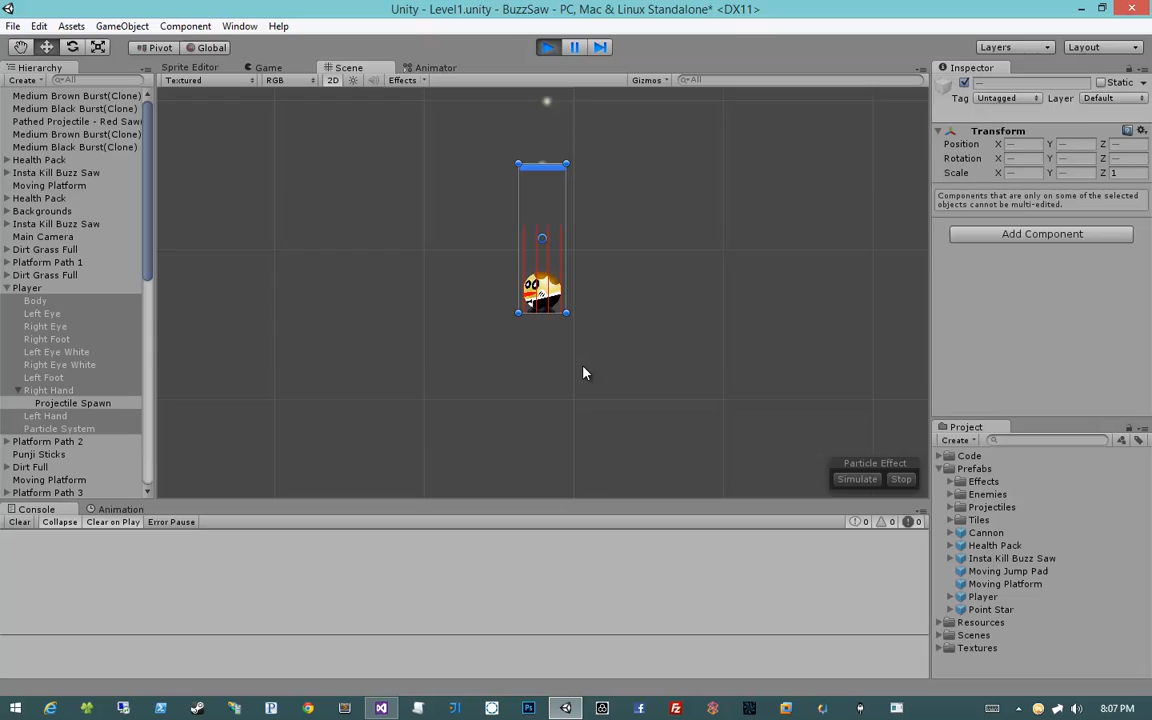 Unity - Level1.unity - BuzzSaw - PC, Mac & Linux Standalone* <DX11>
File Edit Assets GameObject Component Window Help
Pivot Global Layers Layout
Hierarchy Sprite Editor Game Scene Animator Inspector
Create All Textured RGB 2D Effects Gizmos All — Static
Tag Untagged Layer Default
Medium Brown Burst(Clone)
Medium Black Burst(Clone)
Pathed Projectile - Red Saw
Medium Brown Burst(Clone)
Medium Black Burst(Clone)
Health Pack
Insta Kill Buzz Saw
Moving Platform
Health Pack
Backgrounds
Insta Kill Buzz Saw
Main Camera
Dirt Grass Full
Platform Path 1
Dirt Grass Full
Player
Body
Left Eye
Right Eye
Right Foot
Left Eye White
Right Eye White
Left Foot
Right Hand
Projectile Spawn
Left Hand
Particle System
Platform Path 2
Punji Sticks
Dirt Full
Moving Platform
Platform Path 3
Transform
Position X — Y — Z —
Rotation X — Y — Z —
Scale X — Y — Z 1
Components that are only on some of the selected
objects cannot be multi-edited.
Add Component
Particle Effect
Simulate Stop
Project
Create
Code
Prefabs
Effects
Enemies
Projectiles
Tiles
Cannon
Health Pack
Insta Kill Buzz Saw
Moving Jump Pad
Moving Platform
Player
Point Star
Resources
Scenes
Textures
Console Animation
Clear Collapse Clear on Play Error Pause 0 0 0
8:07 PM